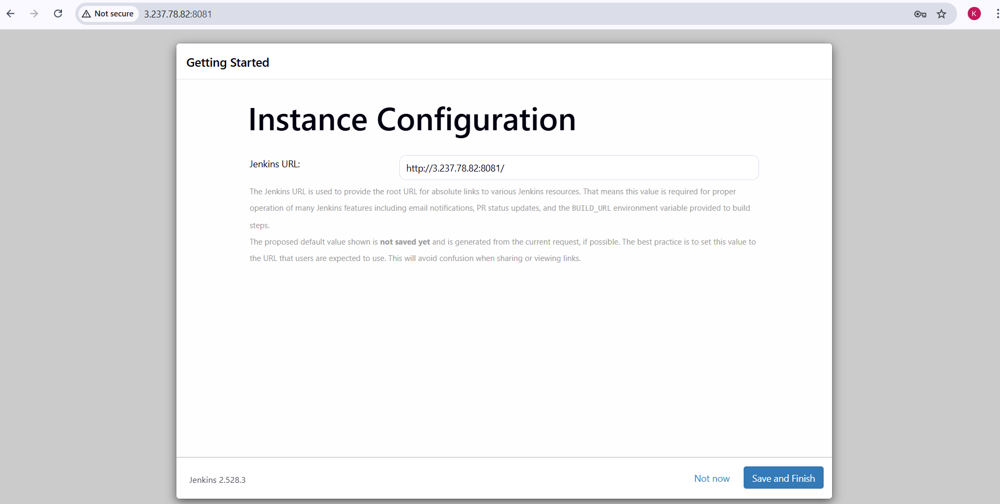 Not secure
3.237.78.82:8081
K
Getting Started
Instance Configuration
Jenkins URL:
http://3.237.78.82:8081/
The Jenkins URL is used to provide the root URL for absolute links to various Jenkins resources. That means this value is required for proper
operation of many Jenkins features including email notifications, PR status updates, and the BUILD_URL environment variable provided to build
steps.
The proposed default value shown is not saved yet and is generated from the current request, if possible. The best practice is to set this value to
the URL that users are expected to use. This will avoid confusion when sharing or viewing links.
Jenkins 2.528.3
Not now
Save and Finish